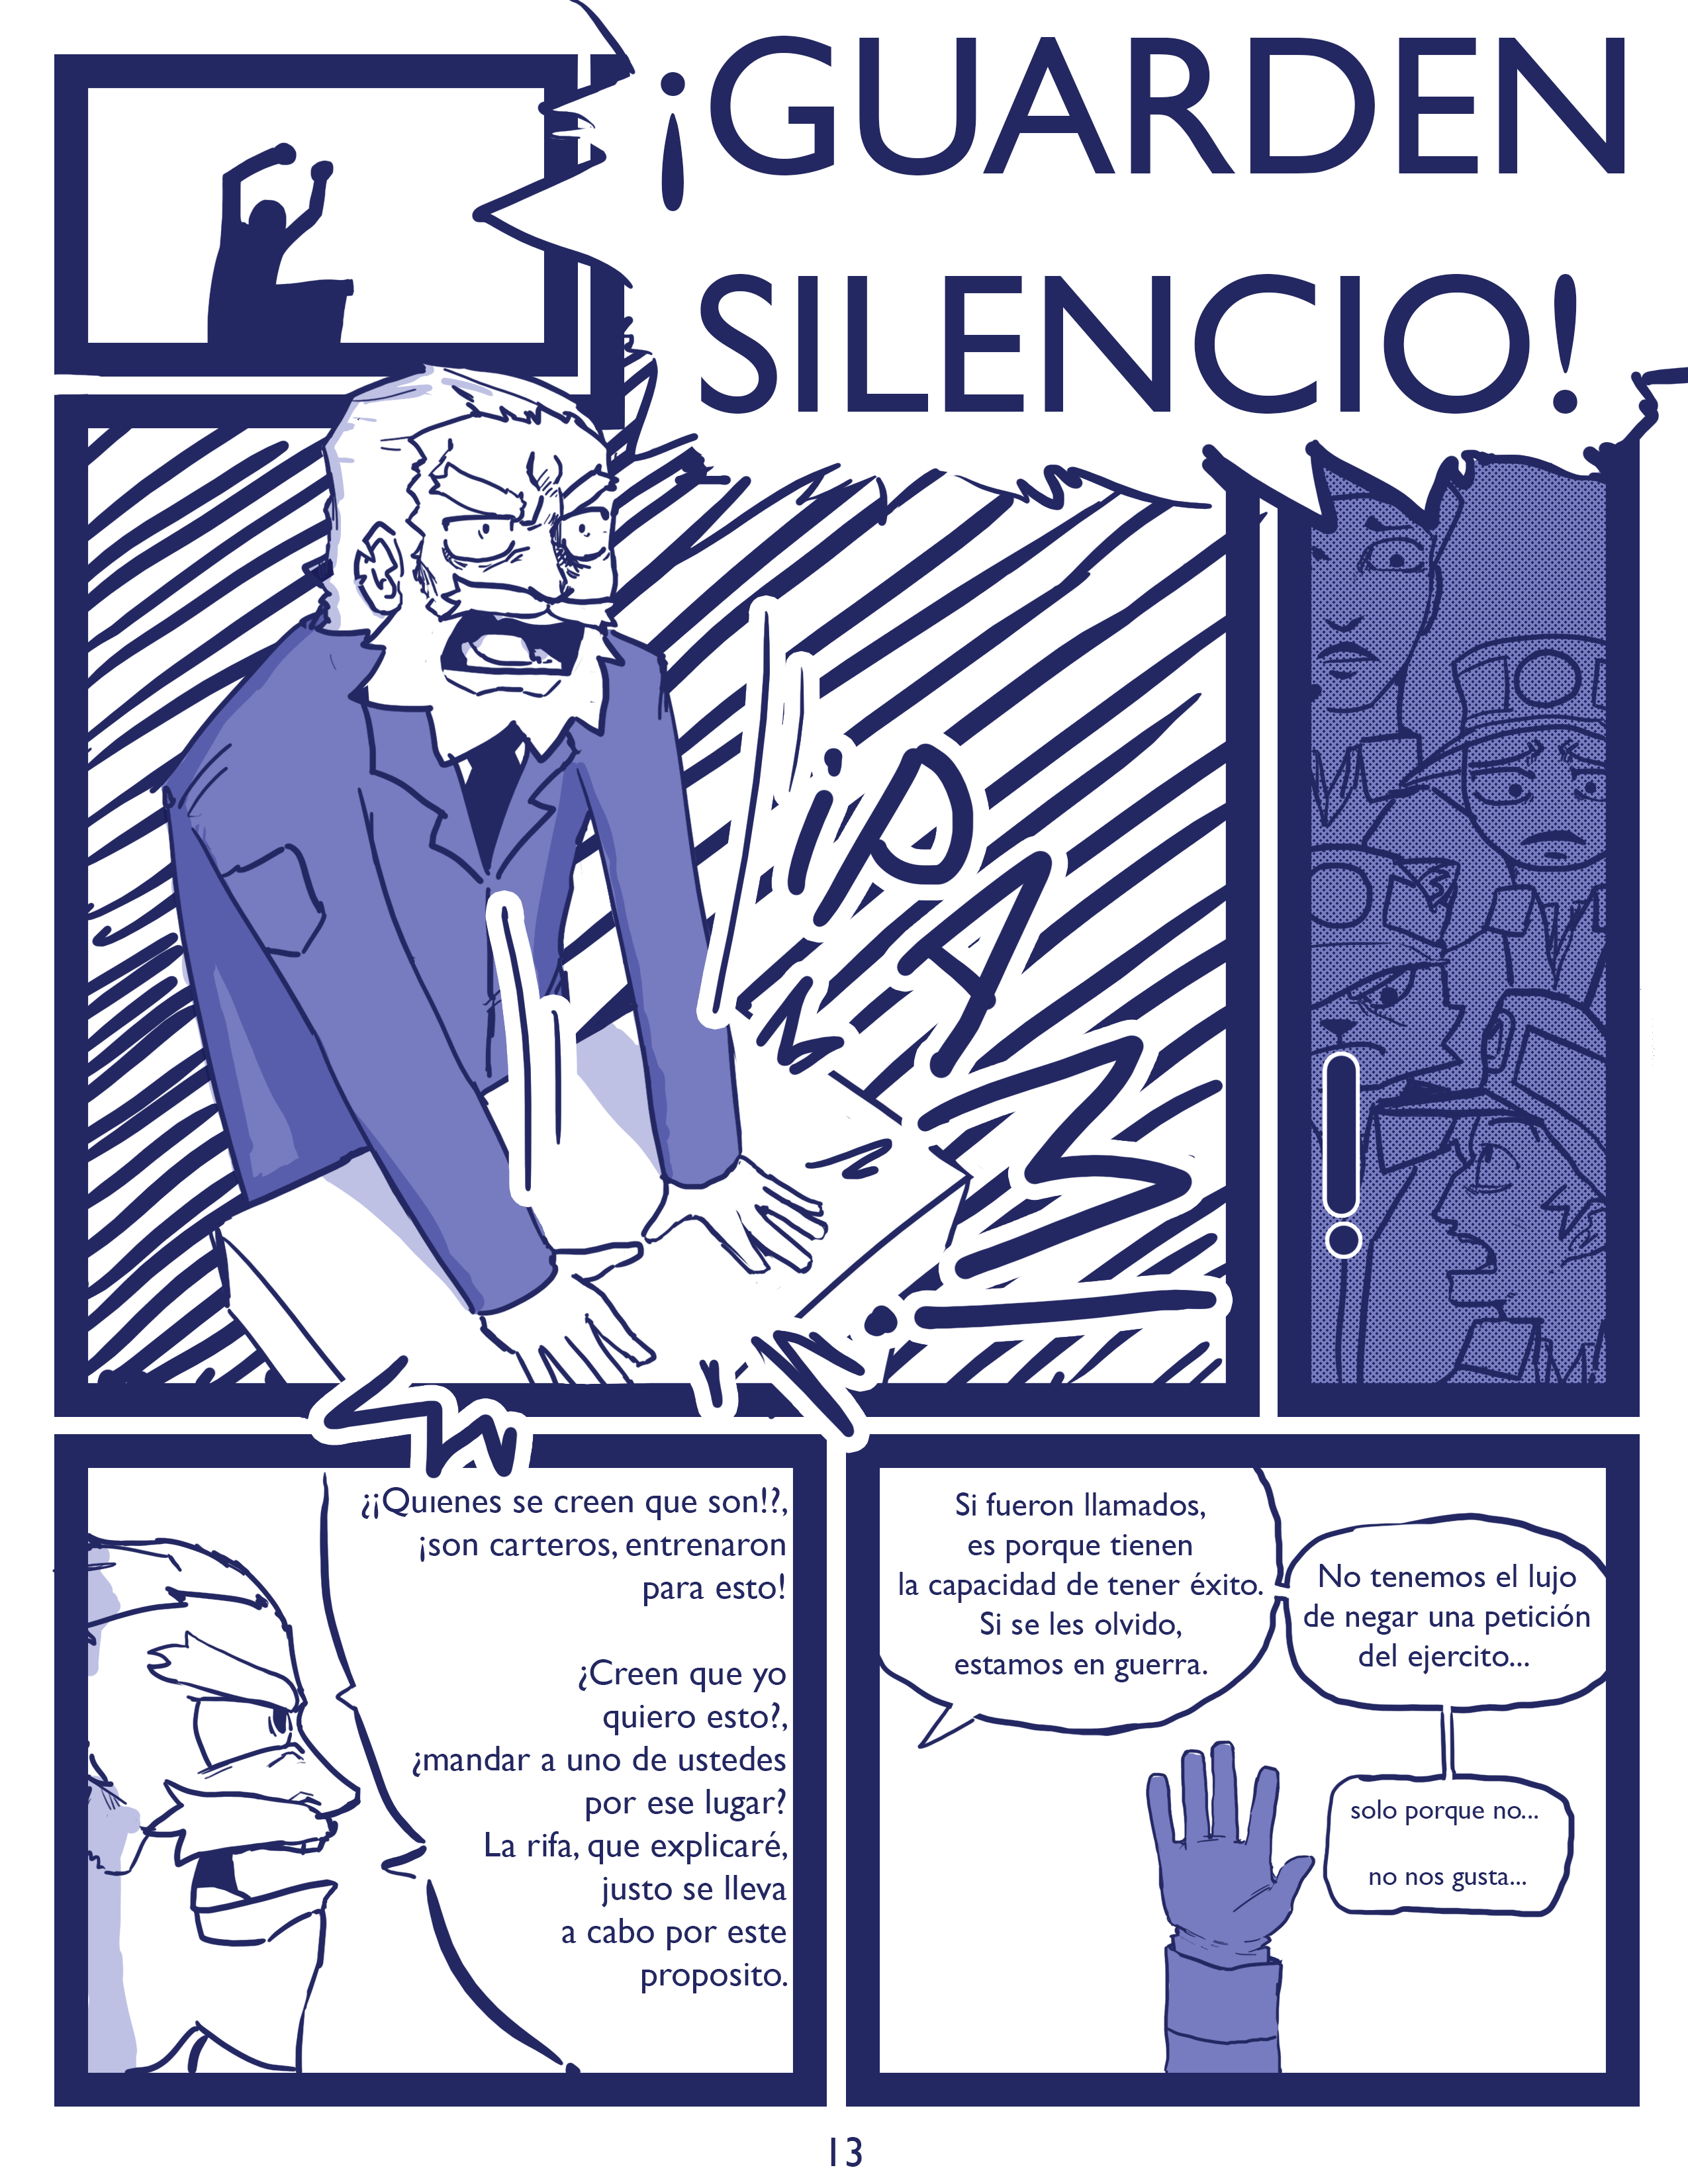 ¡GUARDEN
SILENCIO!
¡PAM!
!
¿¡Quienes se creen que son!?,
¡son carteros, entrenaron
para esto!
¿Creen que yo
quiero esto?,
¿mandar a uno de ustedes
por ese lugar?
La rifa, que explicaré,
justo se lleva
a cabo por este
proposito.
Si fueron llamados,
es porque tienen
la capacidad de tener éxito.
Si se les olvido,
estamos en guerra.
No tenemos el lujo
de negar una petición
del ejercito...
solo porque no...
no nos gusta...
13